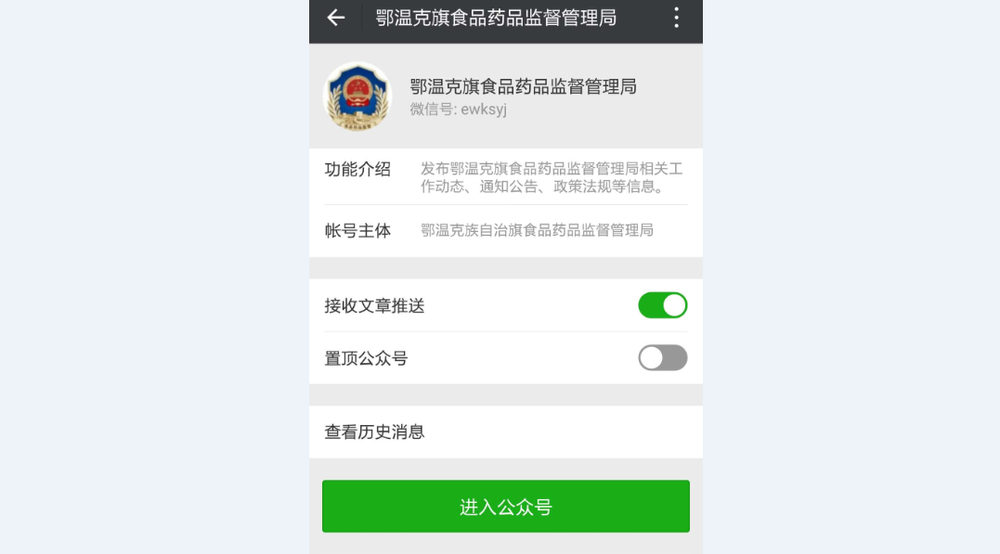 鄂温克旗食品药品监督管理局
鄂温克旗食品药品监督管理局
微信号: ewksyj
功能介绍
发布鄂温克旗食品药品监督管理局相关工
作动态、通知公告、政策法规等信息。
帐号主体
鄂温克族自治旗食品药品监督管理局
接收文章推送
置顶公众号
查看历史消息
进入公众号